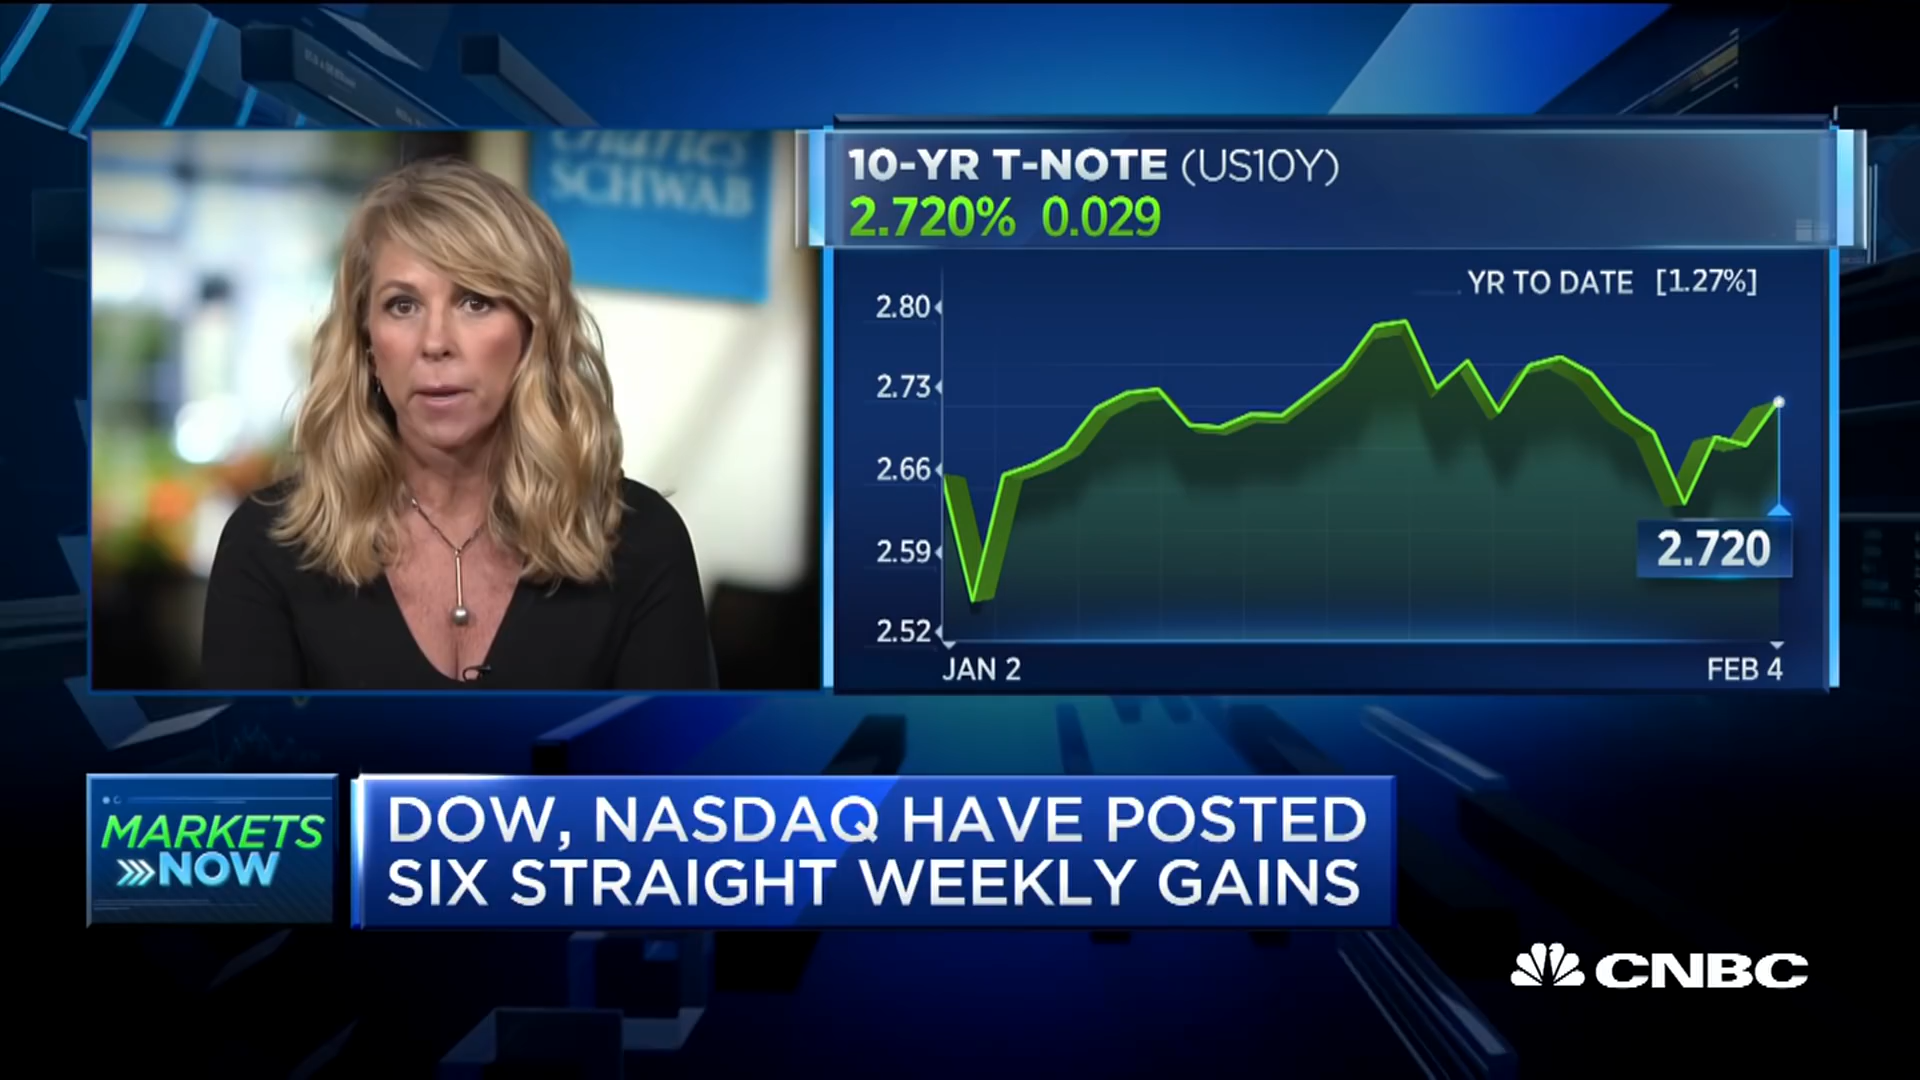 Charles
SCHWAB
10-YR T-NOTE (US10Y)
2.720% 0.029
YR TO DATE [1.27%]
2.80
2.73
2.66
2.59
2.52
2.720
JAN 2
FEB 4
MARKETS
NOW
DOW, NASDAQ HAVE POSTED
SIX STRAIGHT WEEKLY GAINS
CNBC